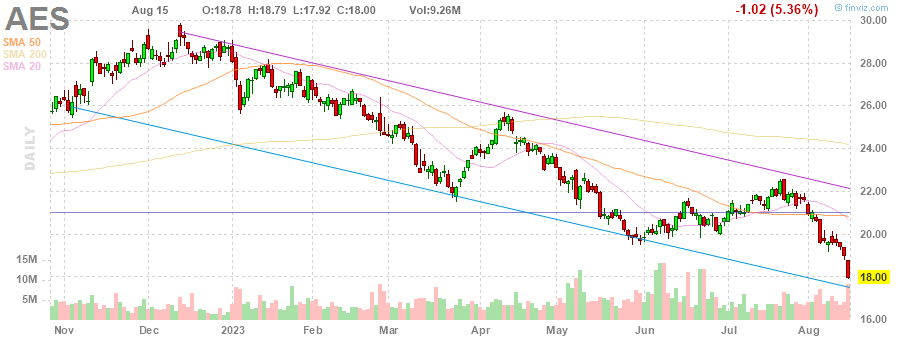 AES Aug 15 O:18.78 H:18.79 L:17.92 C:18.00 Vol:9.26M -1.02 (5.36%) © finviz.com
SMA 50
SMA 200
SMA 20
DAILY
30.00
28.00
26.00
24.00
22.00
20.00
18.00
16.00
15M
10M
5M
Nov Dec 2023 Feb Mar Apr May Jun Jul Aug